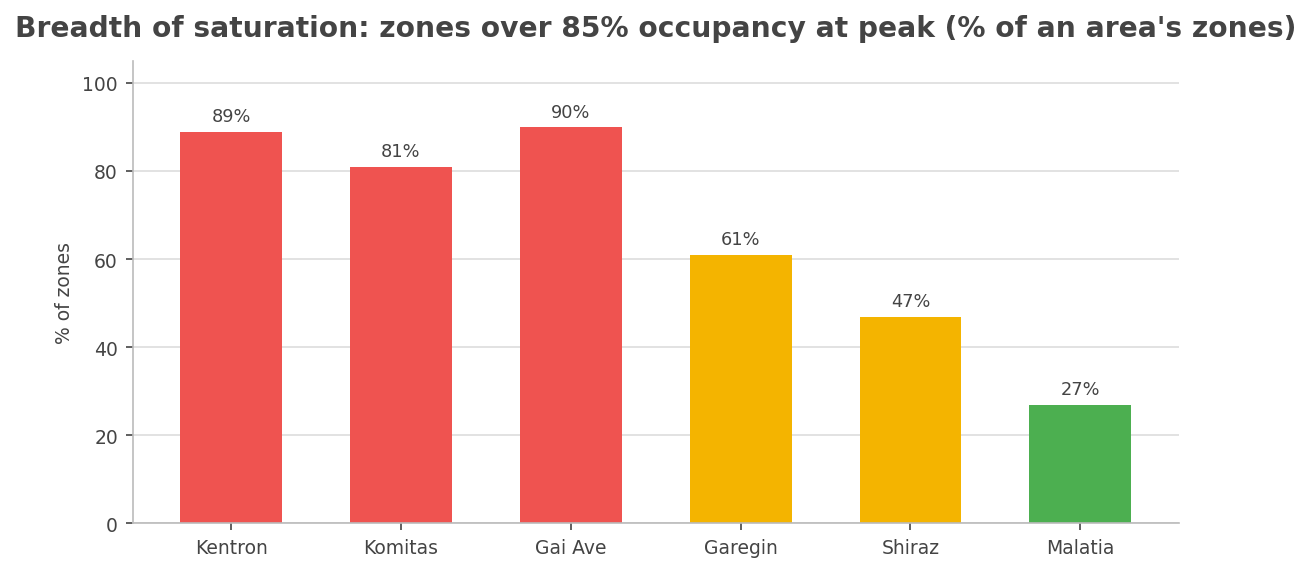 Breadth of saturation: zones over 85% occupancy at peak (% of an area's zones)
% of zones
100
80
60
40
20
0
89%
81%
90%
61%
47%
27%
Kentron
Komitas
Gai Ave
Garegin
Shiraz
Malatia